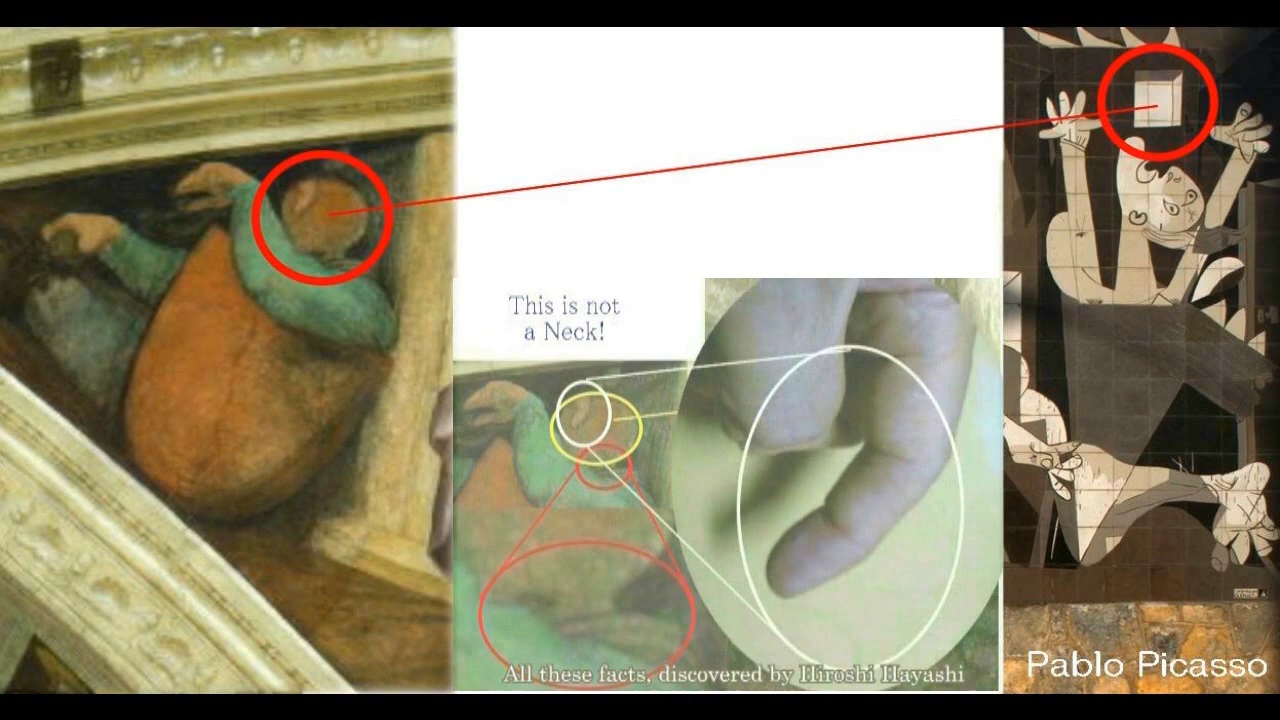 This is not
a Neck!
All these facts, discovered by Hiroshi Hayashi
Pablo Picasso